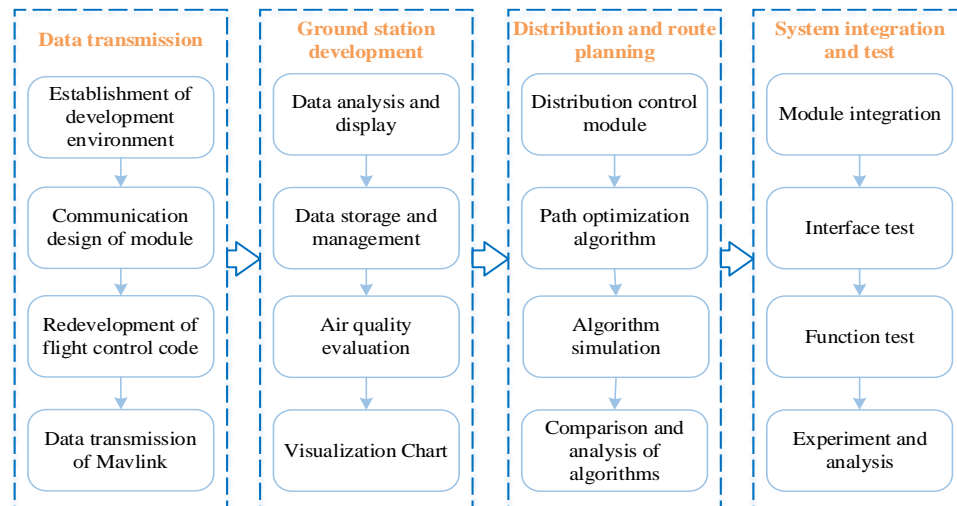 Data transmission
Establishment of
development
environment
Communication
design of module
Redevelopment of
flight control code
Data transmission
of Mavlink
Ground station
development
Data analysis and
display
Data storage and
management
Air quality
evaluation
Visualization Chart
Distribution and route
planning
Distribution control
module
Path optimization
algorithm
Algorithm
simulation
Comparison and
analysis of
algorithms
System integration
and test
Module integration
Interface test
Function test
Experiment and
analysis